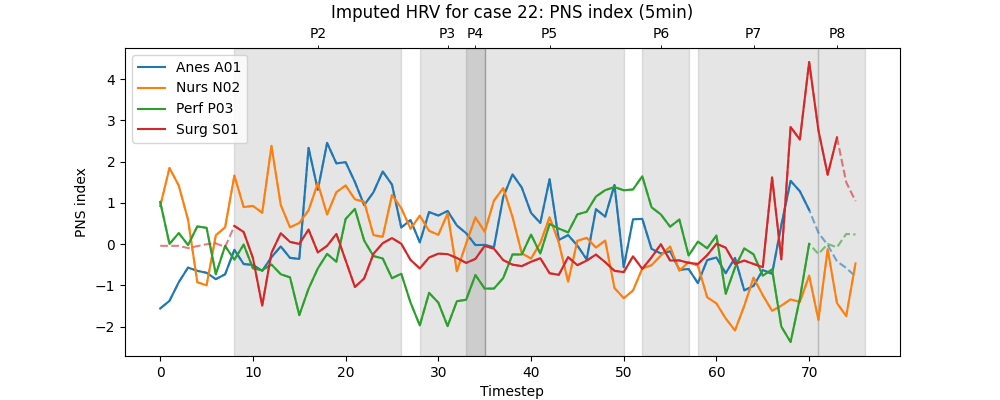 Imputed HRV for case 22: PNS index (5min)
P2 P3 P4 P5 P6 P7 P8
Anes A01
Nurs N02
Perf P03
Surg S01
4
3
2
1
0
−1
−2
PNS index
0 10 20 30 40 50 60 70
Timestep